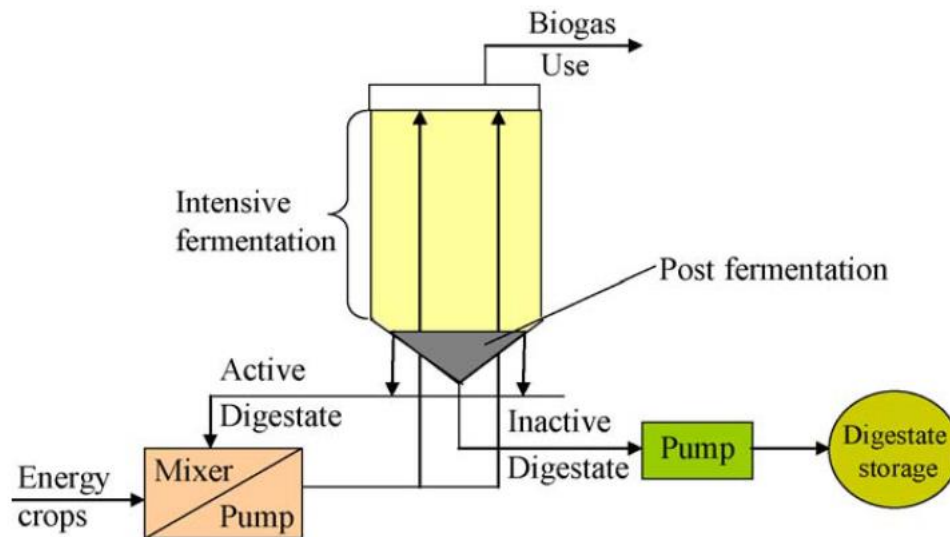 Biogas
Use
Intensive
fermentation
Post fermentation
Active
Digestate
Inactive
Digestate
Pump
Digestate
storage
Energy
crops
Mixer
Pump